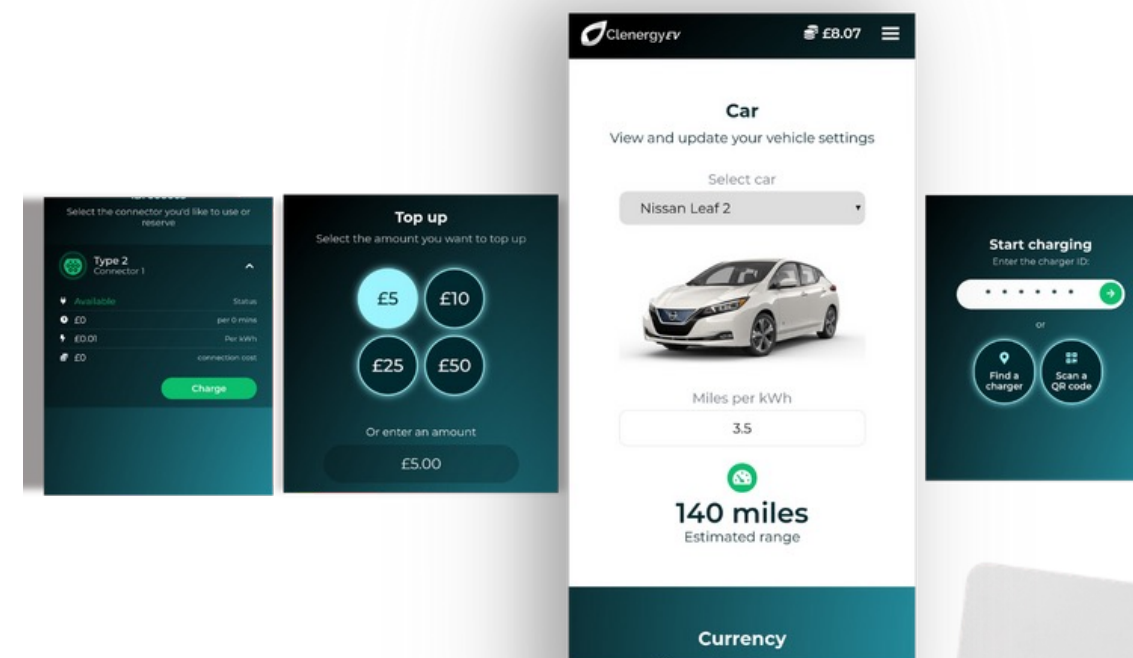 Select the connector you'd like to use or
reserve
Type 2
Connector 1
Available Status
£0 per 0 mins
£0.01 Per kWh
£0 connection cost
Charge
Top up
Select the amount you want to top up
£5 £10
£25 £50
Or enter an amount
£5.00
ClenergyEV £8.07
Car
View and update your vehicle settings
Select car
Nissan Leaf 2
Miles per kWh
3.5
140 miles
Estimated range
Currency
Start charging
Enter the charger ID:
or
Find a
charger
Scan a
QR code